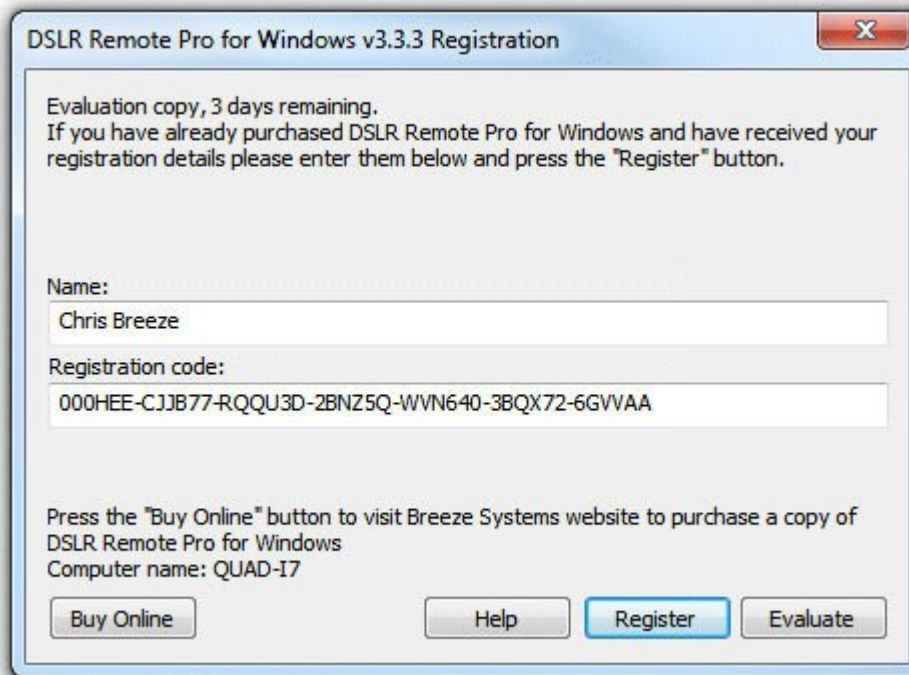 DSLR Remote Pro for Windows v3.3.3 Registration
Evaluation copy, 3 days remaining.
If you have already purchased DSLR Remote Pro for Windows and have received your
registration details please enter them below and press the "Register" button.
Name:
Chris Breeze
Registration code:
000HEE-CJJB77-RQQU3D-2BNZ5Q-WVN640-3BQX72-6GVVAA
Press the "Buy Online" button to visit Breeze Systems website to purchase a copy of
DSLR Remote Pro for Windows
Computer name: QUAD-I7
Buy Online Help Register Evaluate